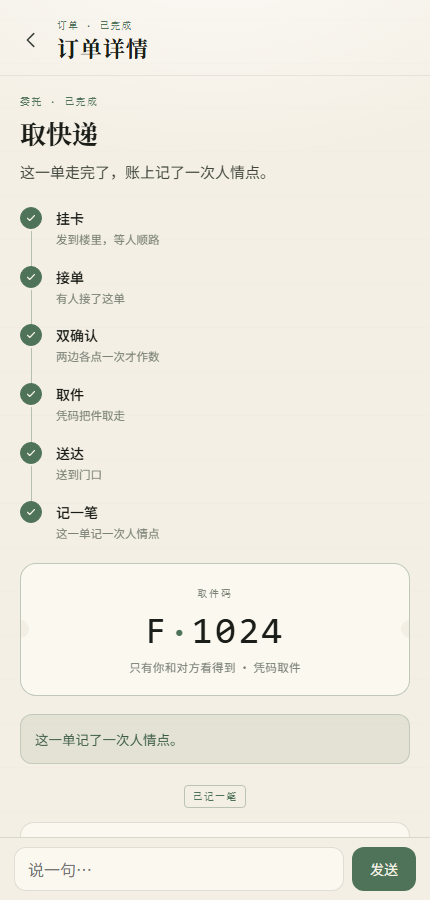 订单 · 已完成
订单详情
委托 · 已完成
取快递
这一单走完了，账上记了一次人情点。
挂卡
发到楼里，等人顺路
接单
有人接了这单
双确认
两边各点一次才作数
取件
凭码把件取走
送达
送到门口
记一笔
这一单记一次人情点
取件码
F·1024
只有你和对方看得到 · 凭码取件
这一单记了一次人情点。
已记一笔
说一句…
发送